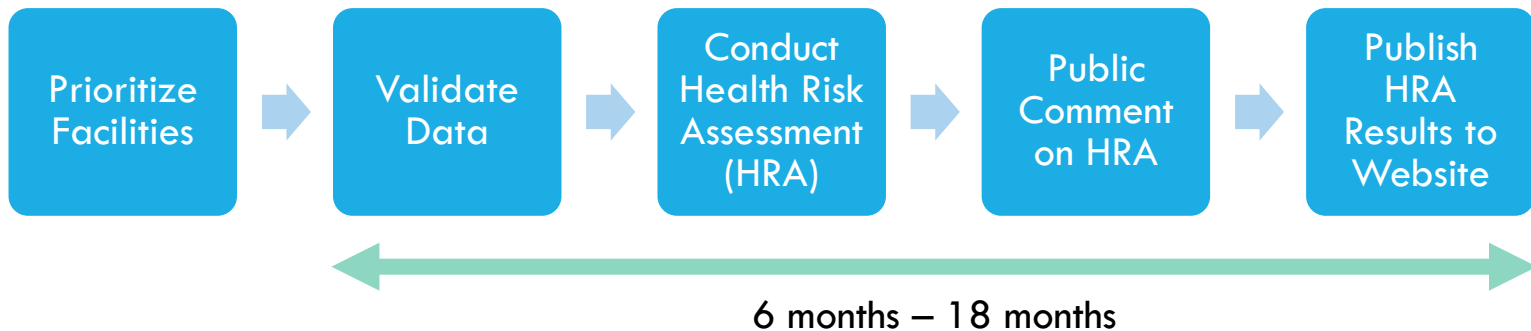 Prioritize
Facilities
Validate
Data
Conduct
Health Risk
Assessment
(HRA)
Public
Comment
on HRA
Publish
HRA
Results to
Website
6 months – 18 months